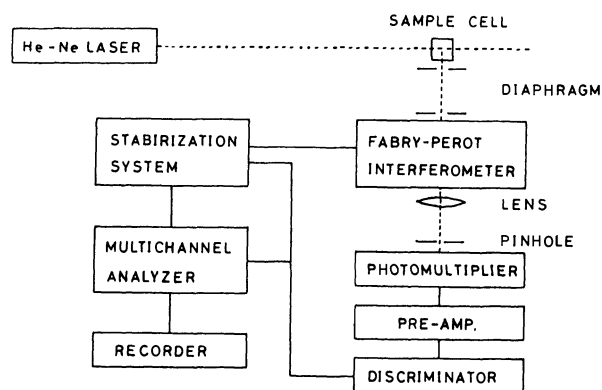 SAMPLE CELL
He-Ne LASER
DIAPHRAGM
STABIRIZATION
SYSTEM
FABRY-PEROT
INTERFEROMETER
LENS
PINHOLE
MULTICHANNEL
ANALYZER
PHOTOMULTIPLIER
PRE-AMP.
RECORDER
DISCRIMINATOR